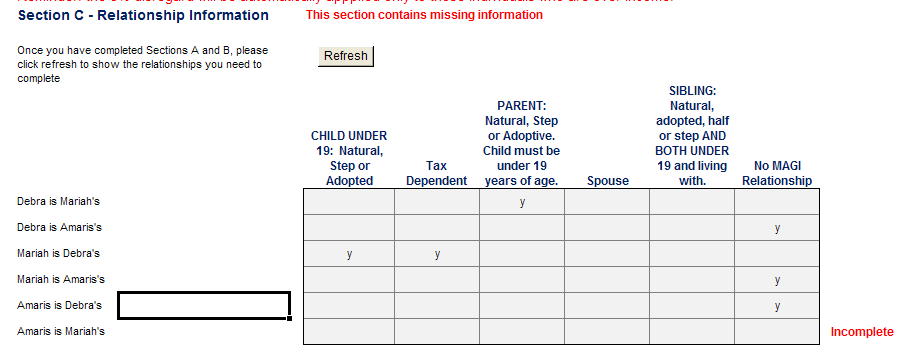 Section C - Relationship Information This section contains missing information
Once you have completed Sections A and B, please
click refresh to show the relationships you need to
complete
Refresh
CHILD UNDER
19: Natural,
Step or
Adopted
Tax
Dependent
PARENT:
Natural, Step
or Adoptive.
Child must be
under 19
years of age.
Spouse
SIBLING:
Natural,
adopted, half
or step AND
BOTH UNDER
19 and living
with.
No MAGI
Relationship
Debra is Mariah's y
Debra is Amaris's y
Mariah is Debra's y y
Mariah is Amaris's y
Amaris is Debra's y
Amaris is Mariah's Incomplete